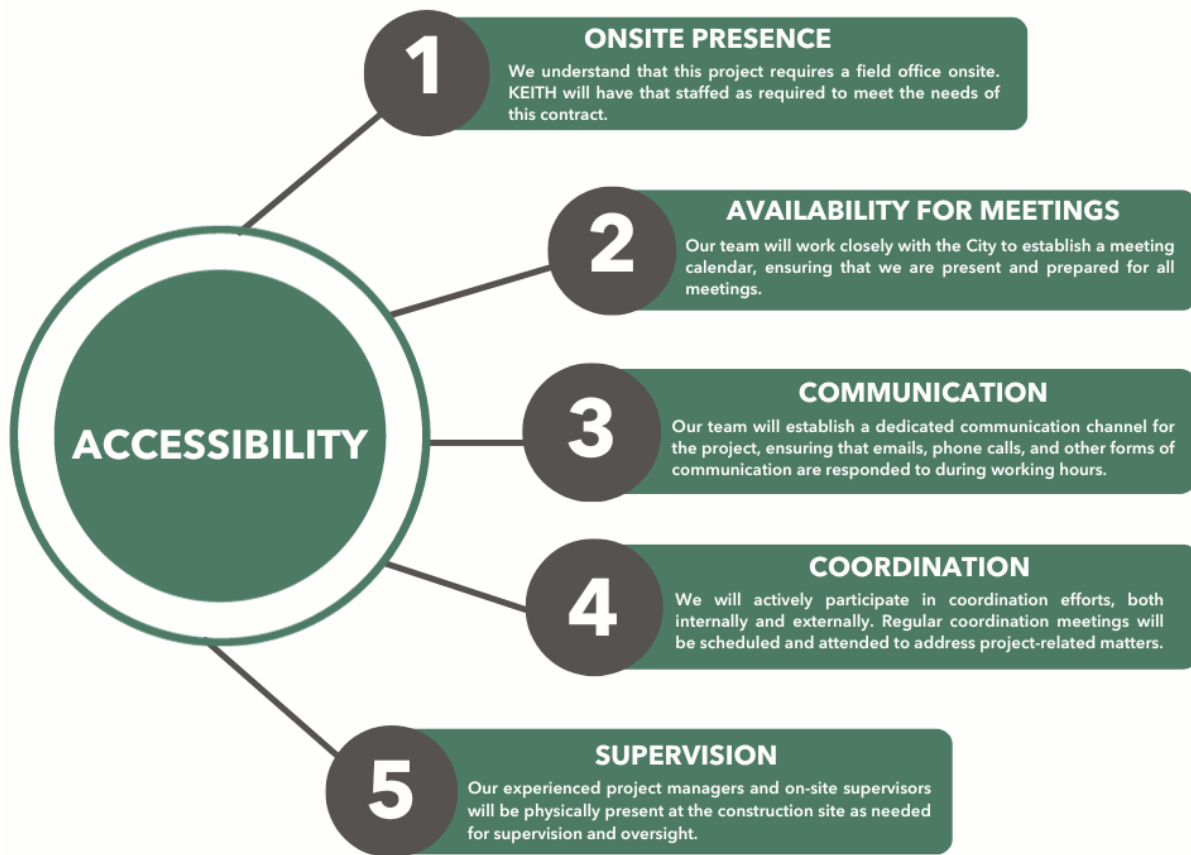 1
ONSITE PRESENCE
We understand that this project requires a field office onsite.
KEITH will have that staffed as required to meet the needs of
this contract.
2
AVAILABILITY FOR MEETINGS
Our team will work closely with the City to establish a meeting
calendar, ensuring that we are present and prepared for all
meetings.
ACCESSIBILITY
3
COMMUNICATION
Our team will establish a dedicated communication channel for
the project, ensuring that emails, phone calls, and other forms of
communication are responded to during working hours.
4
COORDINATION
We will actively participate in coordination efforts, both
internally and externally. Regular coordination meetings will
be scheduled and attended to address project-related matters.
5
SUPERVISION
Our experienced project managers and on-site supervisors
will be physically present at the construction site as needed
for supervision and oversight.